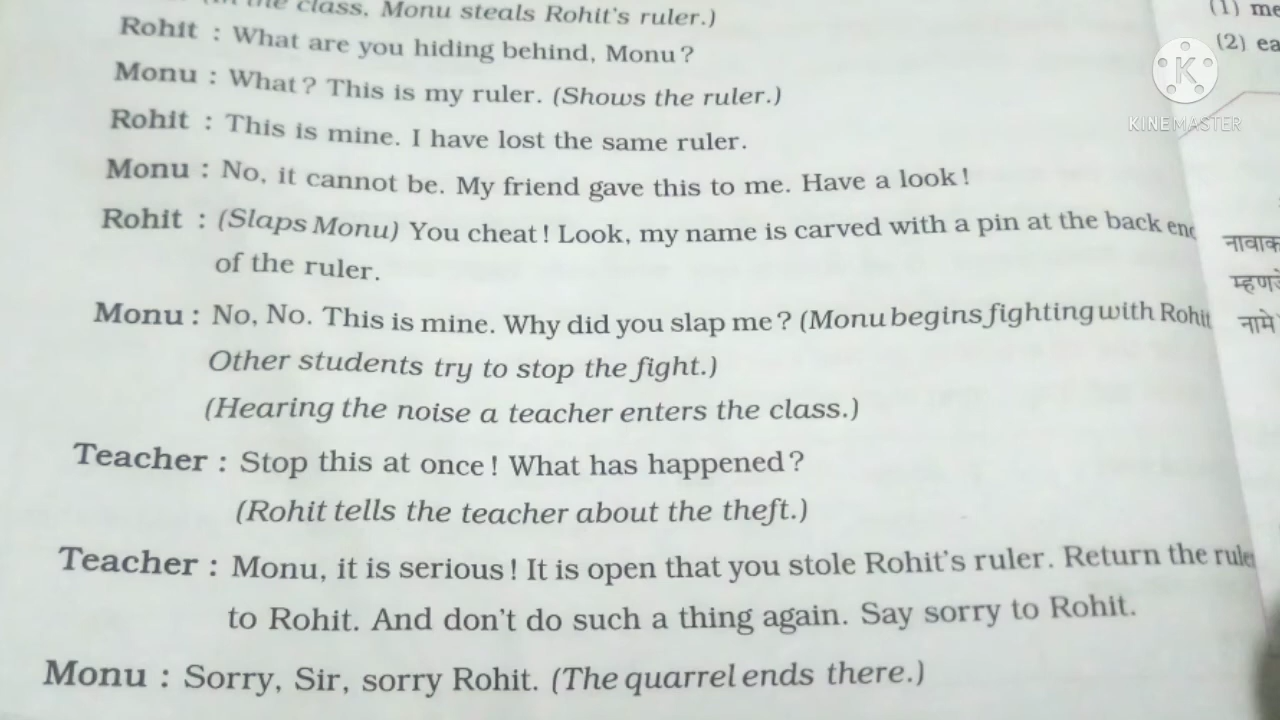 the class, Monu steals Rohit's ruler.)
Rohit : What are you hiding behind, Monu?
Monu : What? This is my ruler. (Shows the ruler.)
Rohit : This is mine. I have lost the same ruler.
Monu : No, it cannot be. My friend gave this to me. Have a look!
Rohit : (Slaps Monu) You cheat! Look, my name is carved with a pin at the back end
of the ruler.
Monu : No, No. This is mine. Why did you slap me? (Monu begins fighting with Rohit
Other students try to stop the fight.)
(Hearing the noise a teacher enters the class.)
Teacher : Stop this at once! What has happened?
(Rohit tells the teacher about the theft.)
Teacher : Monu, it is serious! It is open that you stole Rohit's ruler. Return the rule
to Rohit. And don't do such a thing again. Say sorry to Rohit.
Monu : Sorry, Sir, sorry Rohit. (The quarrel ends there.)
(1) me
(2) ea
K
KINEMASTER
नावाक
नामे